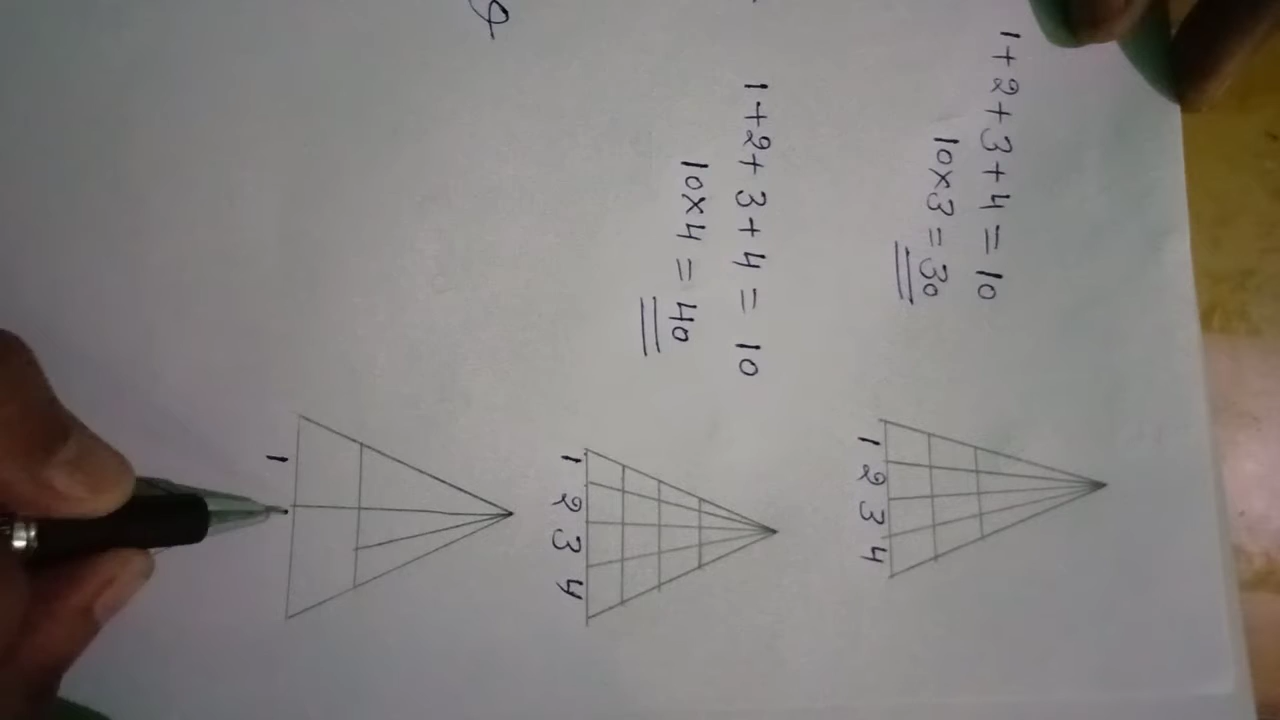 1+2+3+4=10
10×3=30
1 2 3 4
1+2+3+4=10
10×4=40
1 2 3 4
1